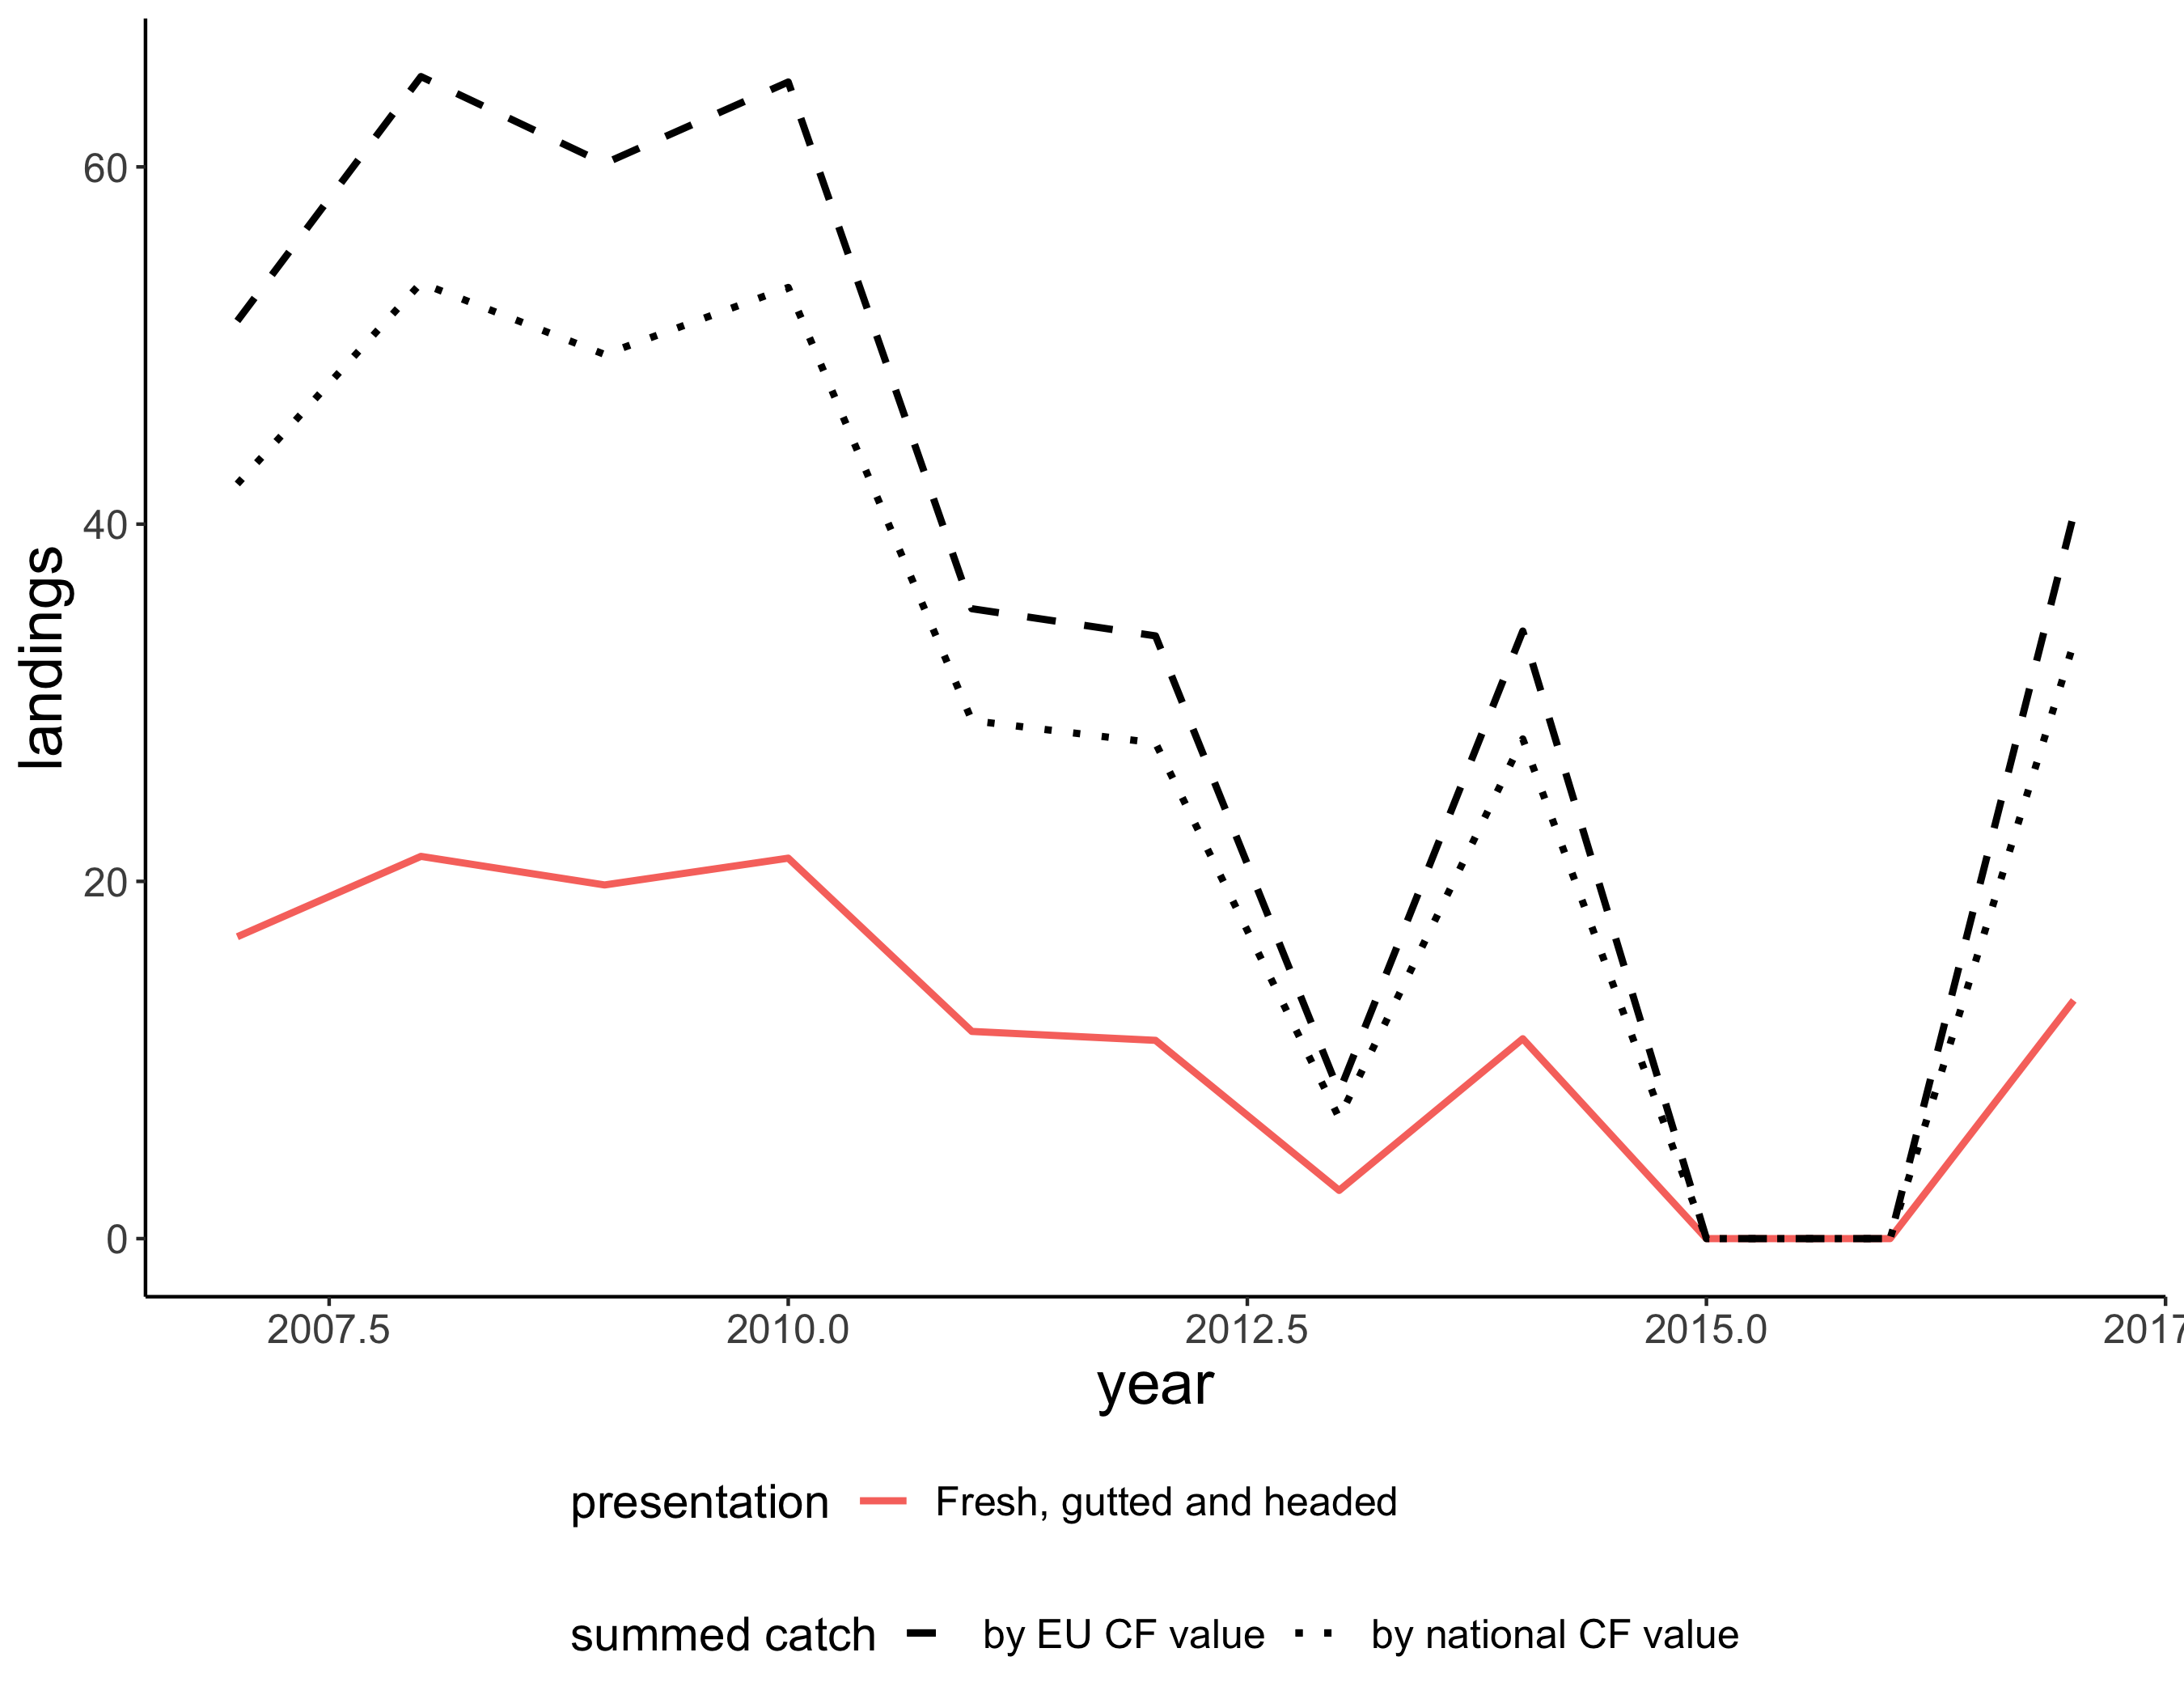 landings
60
40
20
0
2007.5 2010.0 2012.5 2015.0 2017
year
presentation Fresh, gutted and headed
summed catch by EU CF value by national CF value